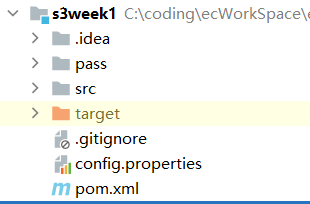 s3week1 C:\coding\ecWorkSpace\
.idea
pass
src
target
.gitignore
config.properties
m pom.xml